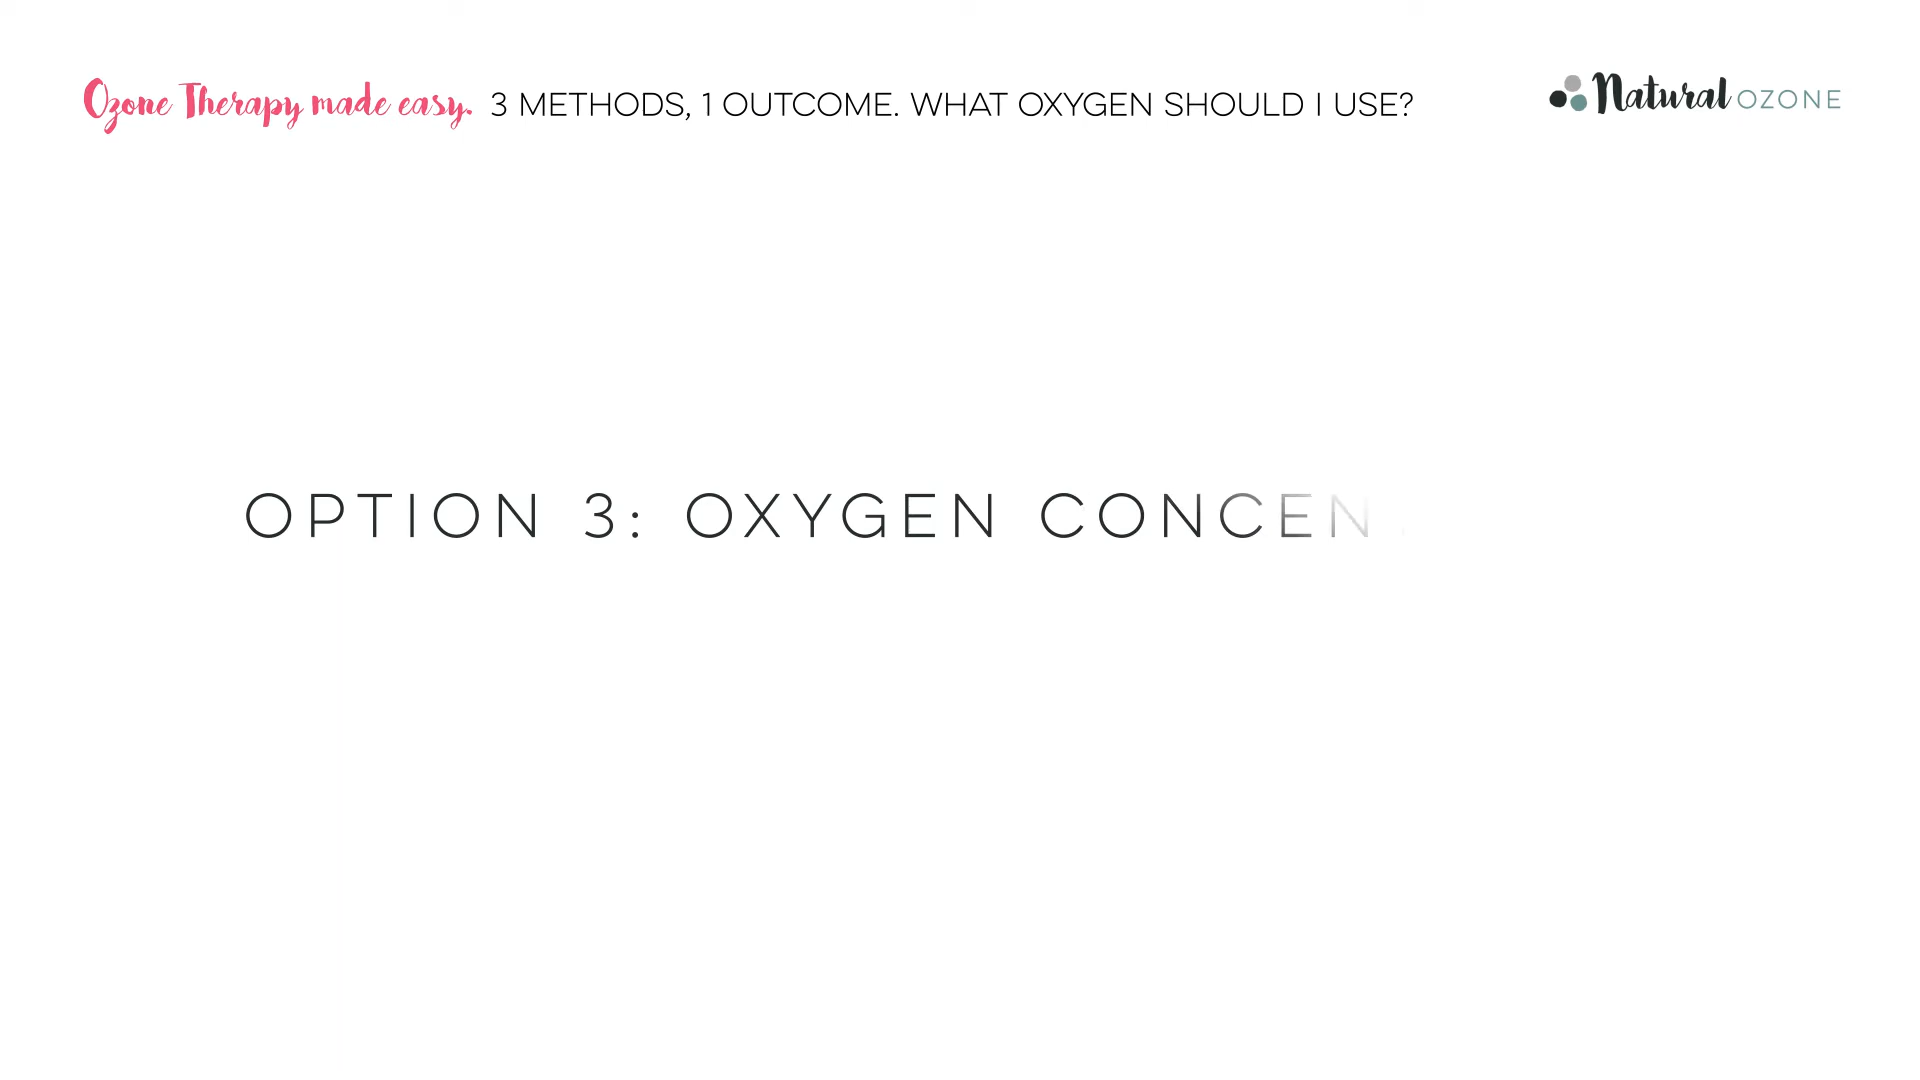 Ozone Therapy made easy. 3 METHODS, 1 OUTCOME. WHAT OXYGEN SHOULD I USE?
Natural OZONE
OPTION 3: OXYGEN CONCEN